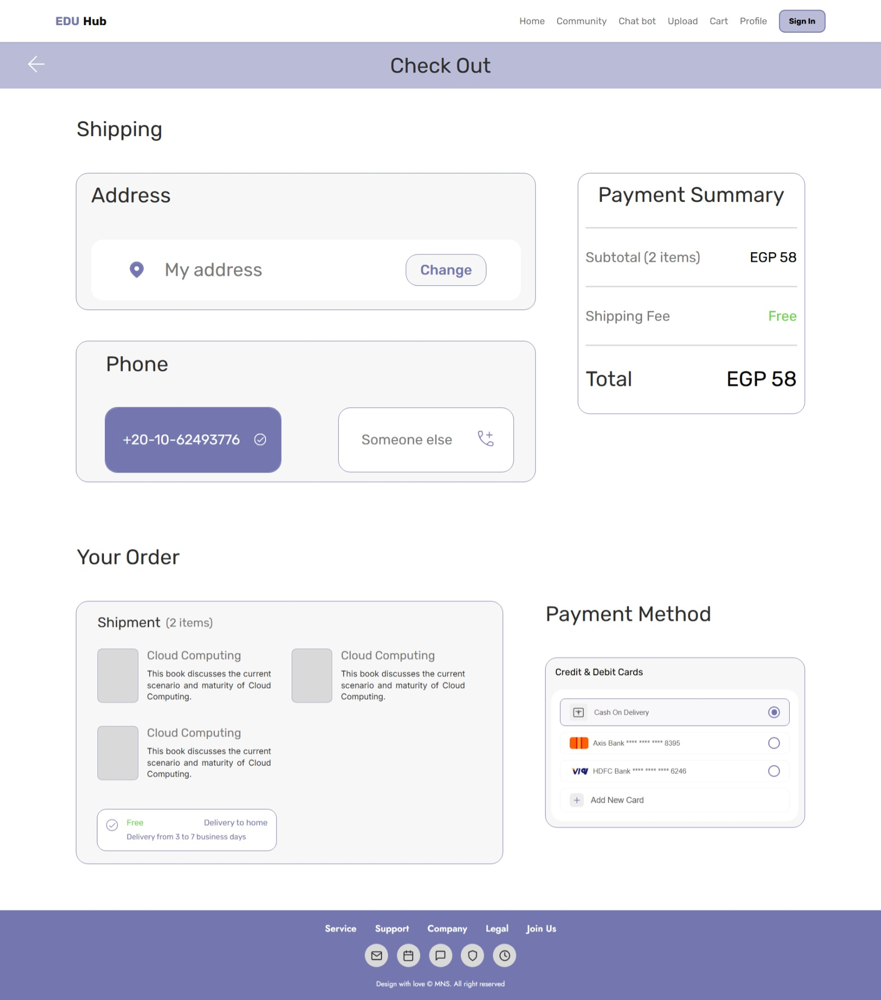 EDU Hub
Home Community Chat bot Upload Cart Profile Sign In
Check Out
Shipping
Address
My address
Change
Phone
+20-10-62493776
Someone else
Payment Summary
Subtotal (2 items) EGP 58
Shipping Fee Free
Total EGP 58
Your Order
Shipment (2 items)
Cloud Computing
This book discusses the current
scenario and maturity of Cloud
Computing.
Cloud Computing
This book discusses the current
scenario and maturity of Cloud
Computing.
Cloud Computing
This book discusses the current
scenario and maturity of Cloud
Computing.
Free Delivery to home
Delivery from 3 to 7 business days
Payment Method
Credit & Debit Cards
Cash On Delivery
Axis Bank **** **** **** 8395
HDFC Bank **** **** **** 6246
Add New Card
Service Support Company Legal Join Us
Design with love © MNS. All right reserved